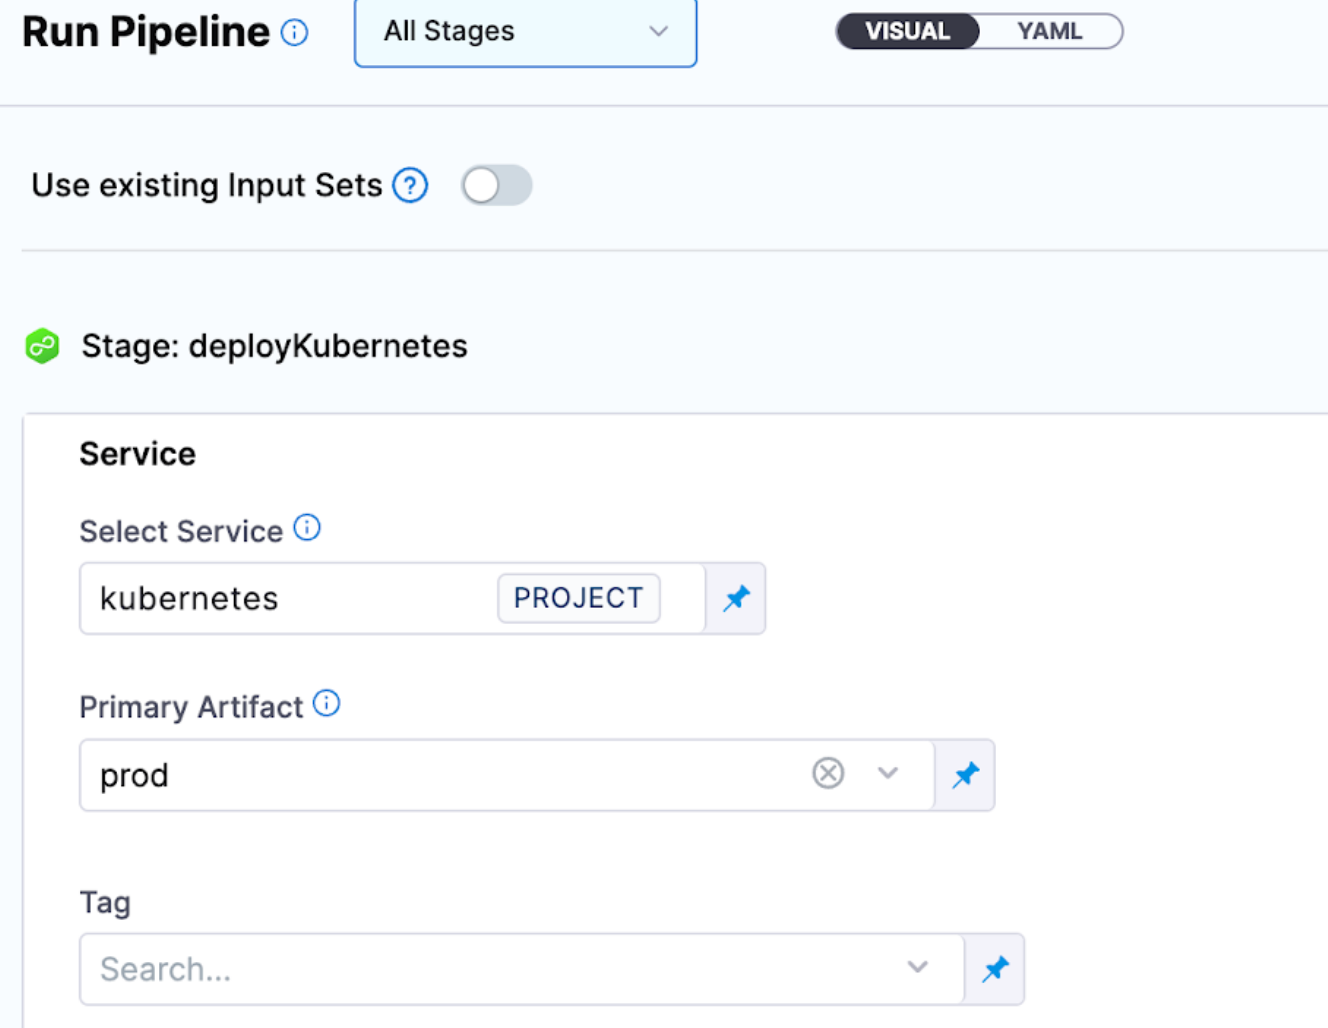 Run Pipeline
All Stages
VISUAL
YAML
Use existing Input Sets
Stage: deployKubernetes
Service
Select Service
kubernetes
PROJECT
Primary Artifact
prod
Tag
Search...